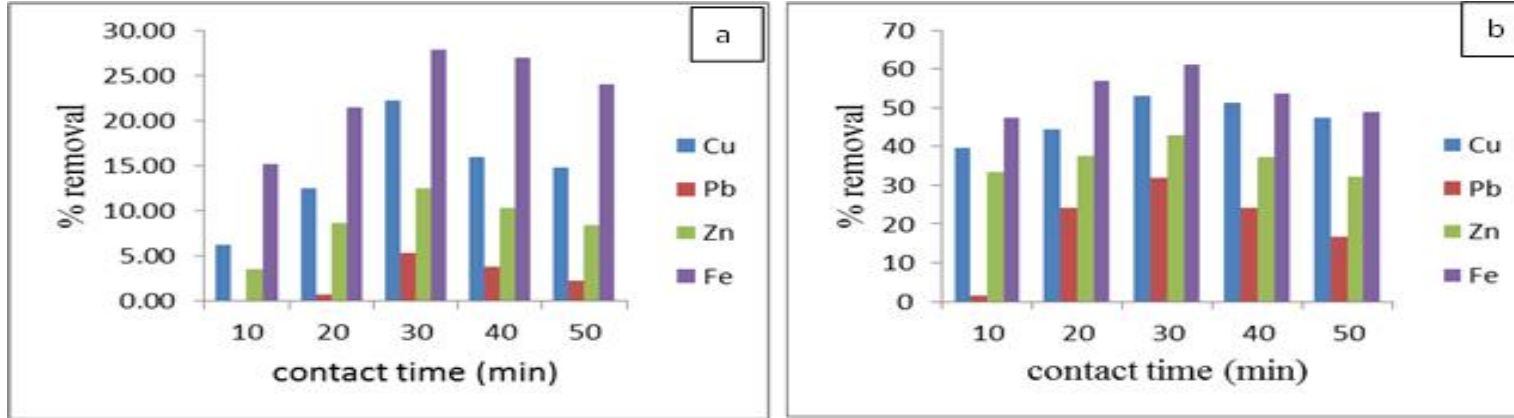 a
30.00
25.00
20.00
15.00
10.00
5.00
0.00
% removal
10 20 30 40 50
contact time (min)
Cu
Pb
Zn
Fe
b
70
60
50
40
30
20
10
0
% removal
10 20 30 40 50
contact time (min)
Cu
Pb
Zn
Fe